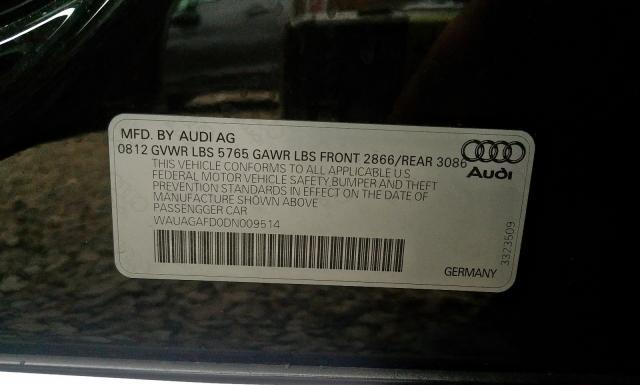 MFD. BY AUDI AG
0812 GVWR LBS 5765 GAWR LBS FRONT 2866/REAR 3086
THIS VEHICLE CONFORMS TO ALL APPLICABLE U.S
FEDERAL MOTOR VEHICLE SAFETY, BUMPER AND THEFT
PREVENTION STANDARDS IN EFFECT ON THE DATE OF
MANUFACTURE SHOWN ABOVE
PASSENGER CAR
WAUAGAFD0DN009514
Audi
3323509
GERMANY